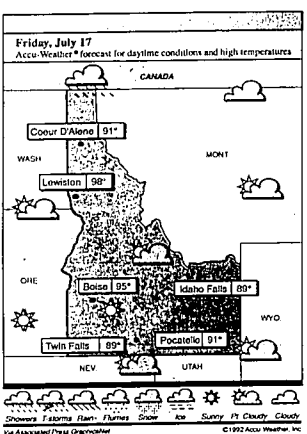 Friday, July 17
Accu-Weather® forecast for daytime conditions and high temperatures
CANADA
Coeur D'Alene 91°
WASH
MONT
Lewiston 98°
ORE
Boise 95°
Idaho Falls 89°
WYO.
Twin Falls 89°
Pocatello 91°
NEV.
UTAH
Showers T-storms Rain Flurries Snow Ice Sunny Pt Cloudy Cloudy
Via Associated Press GraphicsNet ©1992 Accu Weather, Inc